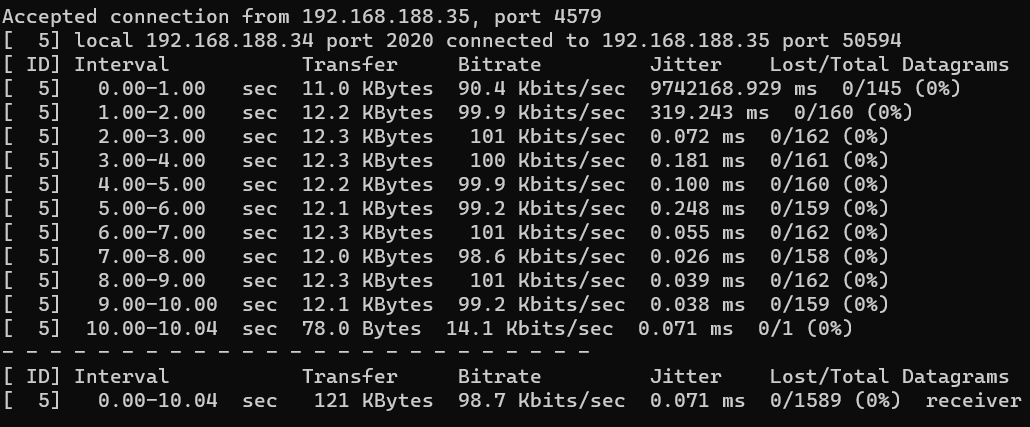 Accepted connection from 192.168.188.35, port 4579
[  5] local 192.168.188.34 port 2020 connected to 192.168.188.35 port 50594
[ ID] Interval           Transfer     Bitrate         Jitter    Lost/Total Datagrams
[  5]   0.00-1.00   sec  11.0 KBytes  90.4 Kbits/sec  9742168.929 ms  0/145 (0%)
[  5]   1.00-2.00   sec  12.2 KBytes  99.9 Kbits/sec  319.243 ms  0/160 (0%)
[  5]   2.00-3.00   sec  12.3 KBytes   101 Kbits/sec  0.072 ms  0/162 (0%)
[  5]   3.00-4.00   sec  12.3 KBytes   100 Kbits/sec  0.181 ms  0/161 (0%)
[  5]   4.00-5.00   sec  12.2 KBytes  99.9 Kbits/sec  0.100 ms  0/160 (0%)
[  5]   5.00-6.00   sec  12.1 KBytes  99.2 Kbits/sec  0.248 ms  0/159 (0%)
[  5]   6.00-7.00   sec  12.3 KBytes   101 Kbits/sec  0.055 ms  0/162 (0%)
[  5]   7.00-8.00   sec  12.0 KBytes  98.6 Kbits/sec  0.026 ms  0/158 (0%)
[  5]   8.00-9.00   sec  12.3 KBytes   101 Kbits/sec  0.039 ms  0/162 (0%)
[  5]   9.00-10.00  sec  12.1 KBytes  99.2 Kbits/sec  0.038 ms  0/159 (0%)
[  5]  10.00-10.04  sec  78.0 Bytes  14.1 Kbits/sec  0.071 ms  0/1 (0%)
- - - - - - - - - - - - - - - - - - - - - - - - -
[ ID] Interval           Transfer     Bitrate         Jitter    Lost/Total Datagrams
[  5]   0.00-10.04  sec   121 KBytes  98.7 Kbits/sec  0.071 ms  0/1589 (0%)  receiver